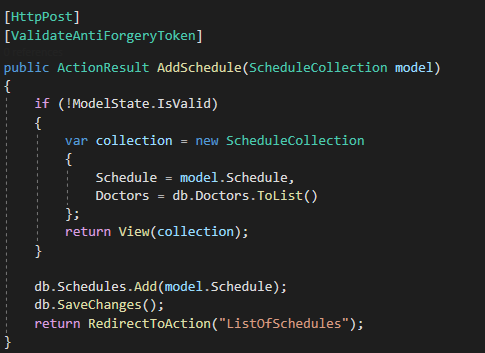 [HttpPost]
[ValidateAntiForgeryToken]
public ActionResult AddSchedule(ScheduleCollection model)
{
    if (!ModelState.IsValid)
    {
        var collection = new ScheduleCollection
        {
            Schedule = model.Schedule,
            Doctors = db.Doctors.ToList()
        };
        return View(collection);
    }

    db.Schedules.Add(model.Schedule);
    db.SaveChanges();
    return RedirectToAction("ListOfSchedules");
}